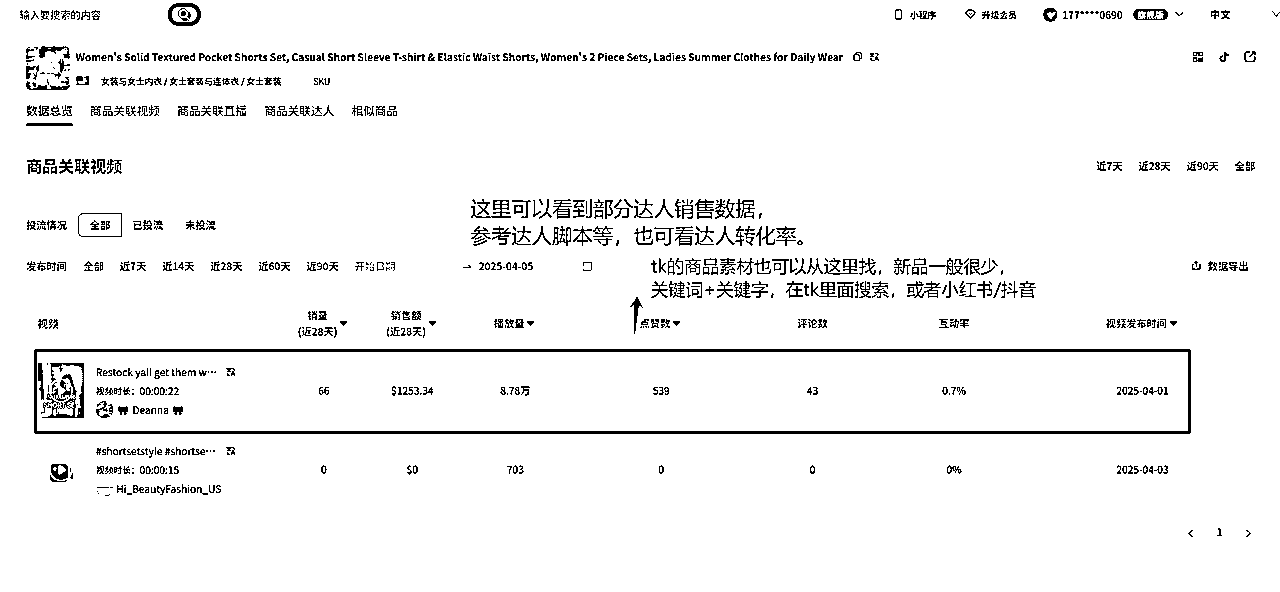 输入要搜索的内容
小程序 升级会员 177****0690 旗舰版 中文
Women's Solid Textured Pocket Shorts Set, Casual Short Sleeve T-shirt & Elastic Waist Shorts, Women's 2 Piece Sets, Ladies Summer Clothes for Daily Wear
女装与女士内衣 / 女士套装与连体衣 / 女士套装 SKU
数据总览 商品关联视频 商品关联直播 商品关联达人 相似商品
商品关联视频
近7天 近28天 近90天 全部
这里可以看到部分达人销售数据，
参考达人脚本等，也可看达人转化率。
投流情况 全部 已投流 未投流
发布时间 全部 近7天 近14天 近28天 近60天 近90天 开始日期 → 2025-04-05
数据导出
tk的商品素材也可以从这里找，新品一般很少，
关键词+关键字，在tk里面搜索，或者小红书/抖音
视频 销量 (近28天) 销售额 (近28天) 播放量 点赞数 评论数 互动率 视频发布时间
Restock yall get them w···
视频时长：00:00:22
Deanna
66 $1253.34 8.78万 539 43 0.7% 2025-04-01
#shortsetstyle #shortse···
视频时长：00:00:15
Hi_BeautyFashion_US
0 $0 703 0 0 0% 2025-04-03
< 1 >